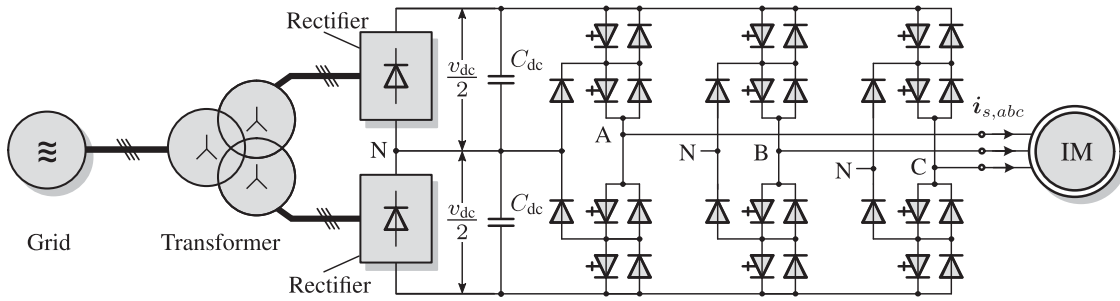 Rectifier
v_dc
2
C_dc
i_s,abc
A
N
N
B
N
C
IM
v_dc
2
C_dc
Grid
Transformer
Rectifier